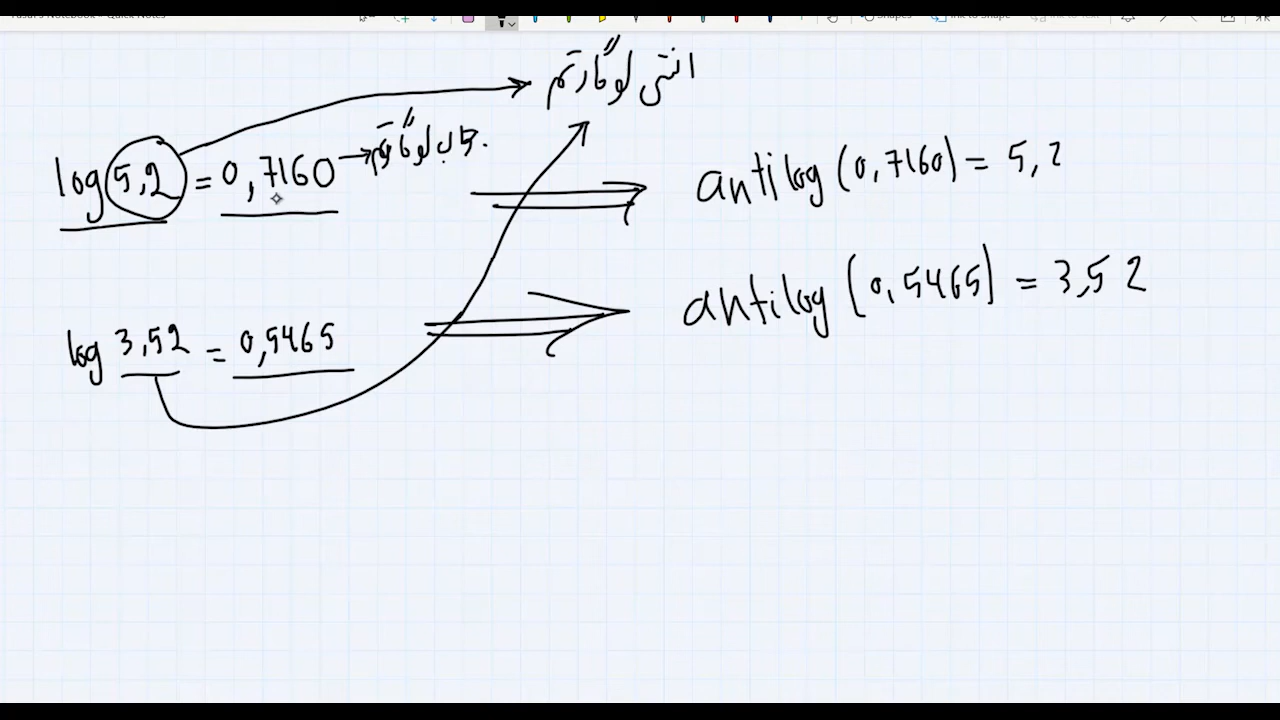 انتی لوگارتم
log 5,2 = 0,7160 → جواب لوگارتم
antilog (0,7160) = 5,2
antilog (0,5465) = 3,52
log 3,52 = 0,5465